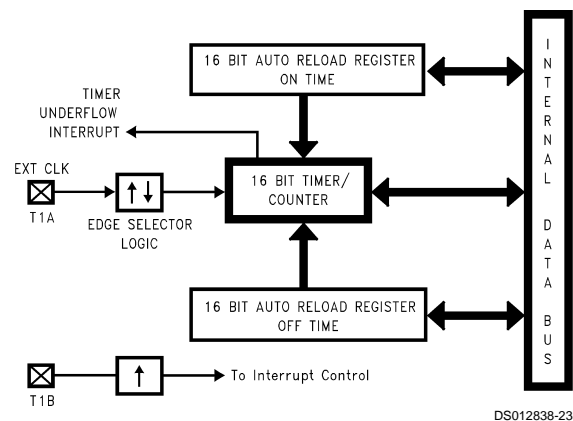 16 BIT AUTO RELOAD REGISTER
ON TIME
TIMER
UNDERFLOW
INTERRUPT
EXT CLK
T1A
EDGE SELECTOR
LOGIC
16 BIT TIMER/
COUNTER
16 BIT AUTO RELOAD REGISTER
OFF TIME
T1B
To Interrupt Control
INTERNAL DATA BUS
DS012838-23